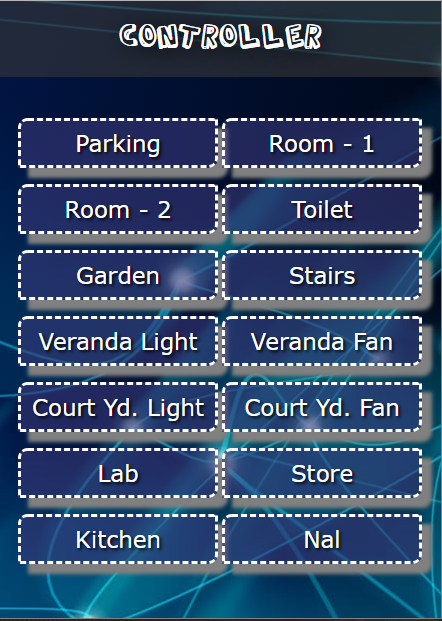 CONTROLLER
Parking
Room - 1
Room - 2
Toilet
Garden
Stairs
Veranda Light
Veranda Fan
Court Yd. Light
Court Yd. Fan
Lab
Store
Kitchen
Nal